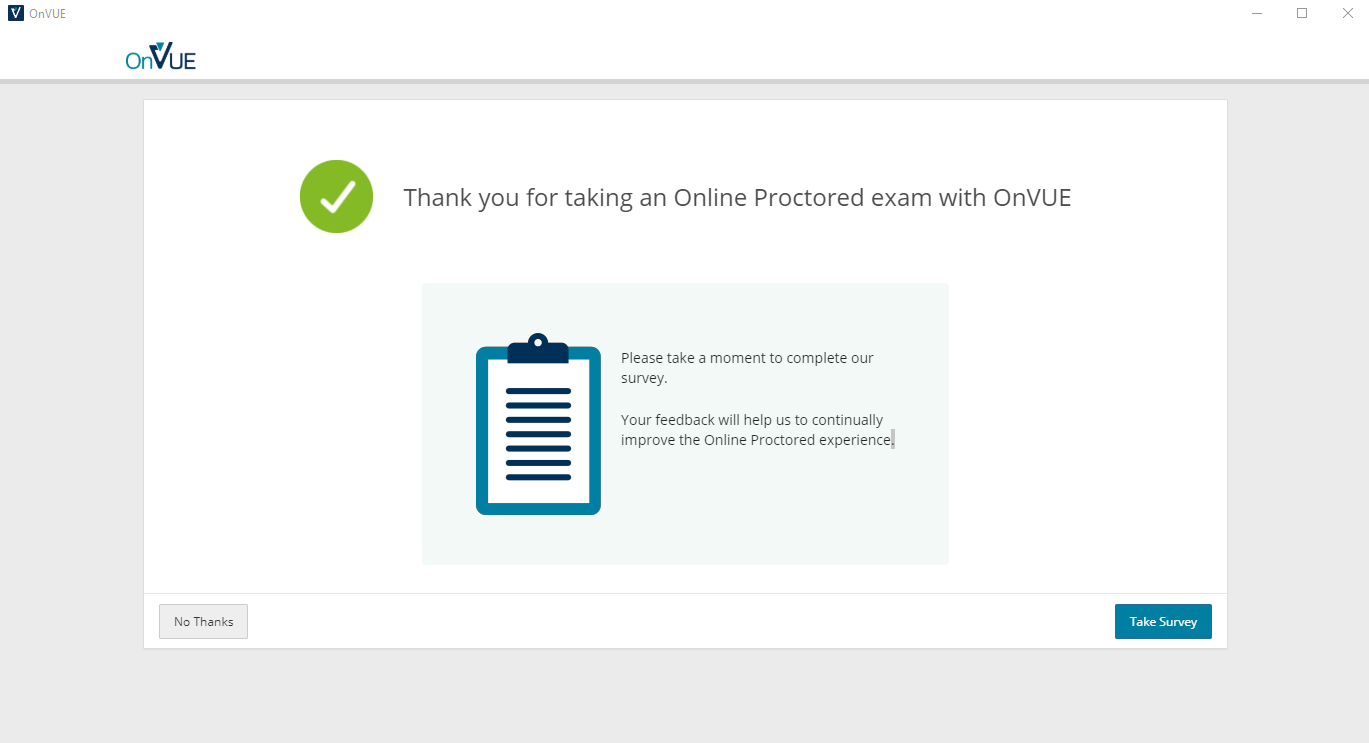 OnVUE
OnVUE
Thank you for taking an Online Proctored exam with OnVUE
Please take a moment to complete our
survey.
Your feedback will help us to continually
improve the Online Proctored experience.
No Thanks
Take Survey